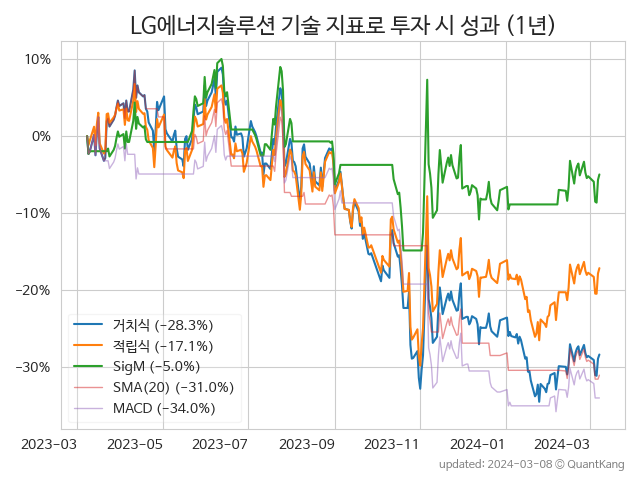 LG에너지솔루션 기술 지표로 투자 시 성과 (1년)
10%
0%
−10%
−20%
−30%
거치식 (−28.3%)
적립식 (−17.1%)
SigM (−5.0%)
SMA(20) (−31.0%)
MACD (−34.0%)
2023−03 2023−05 2023−07 2023−09 2023−11 2024−01 2024−03
updated: 2024−03−08 © QuantKang